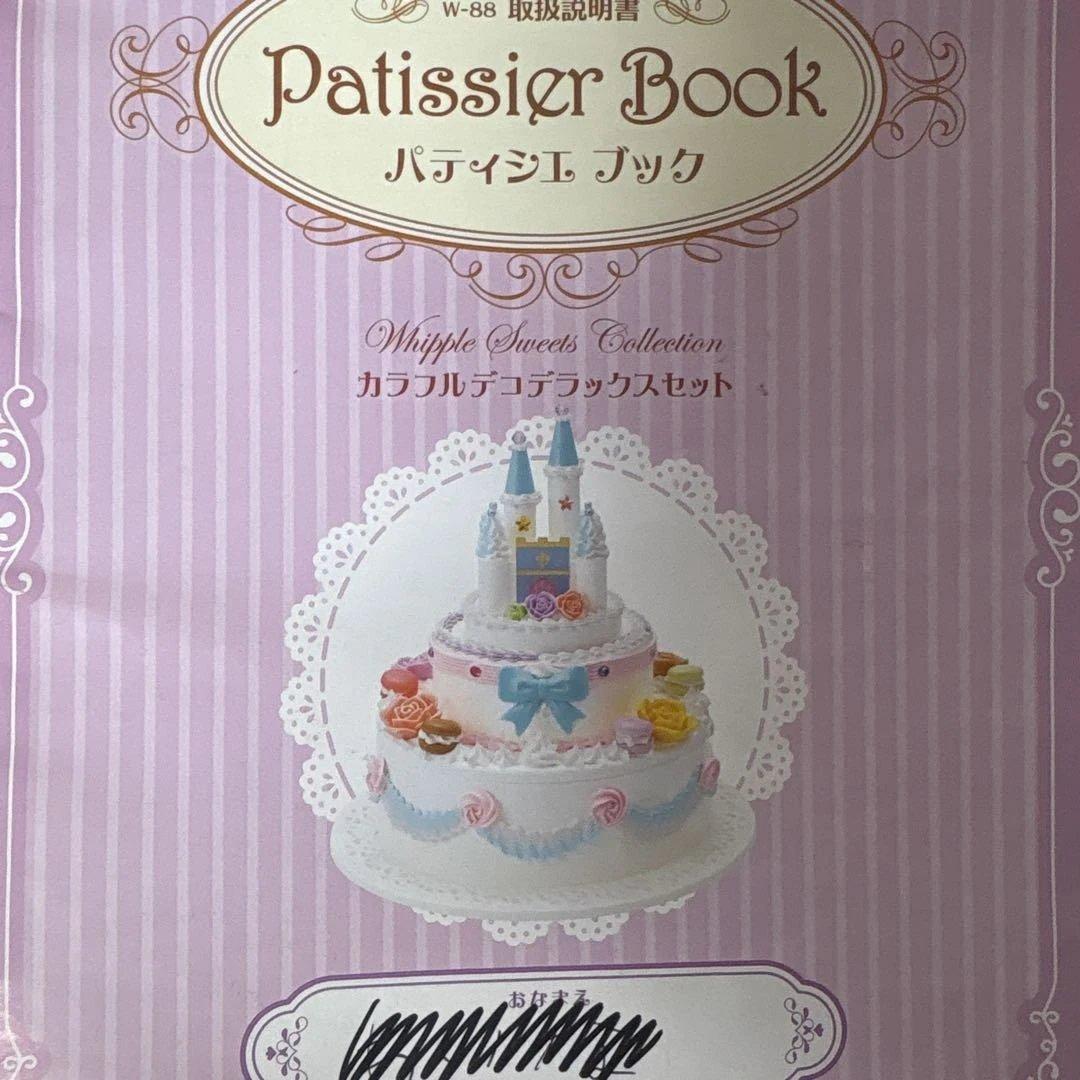 W-88 取扱説明書
Patissier Book
パティシエ ブック
Whipple Sweets Collection
カラフルデコデラックスセット
おなまえ